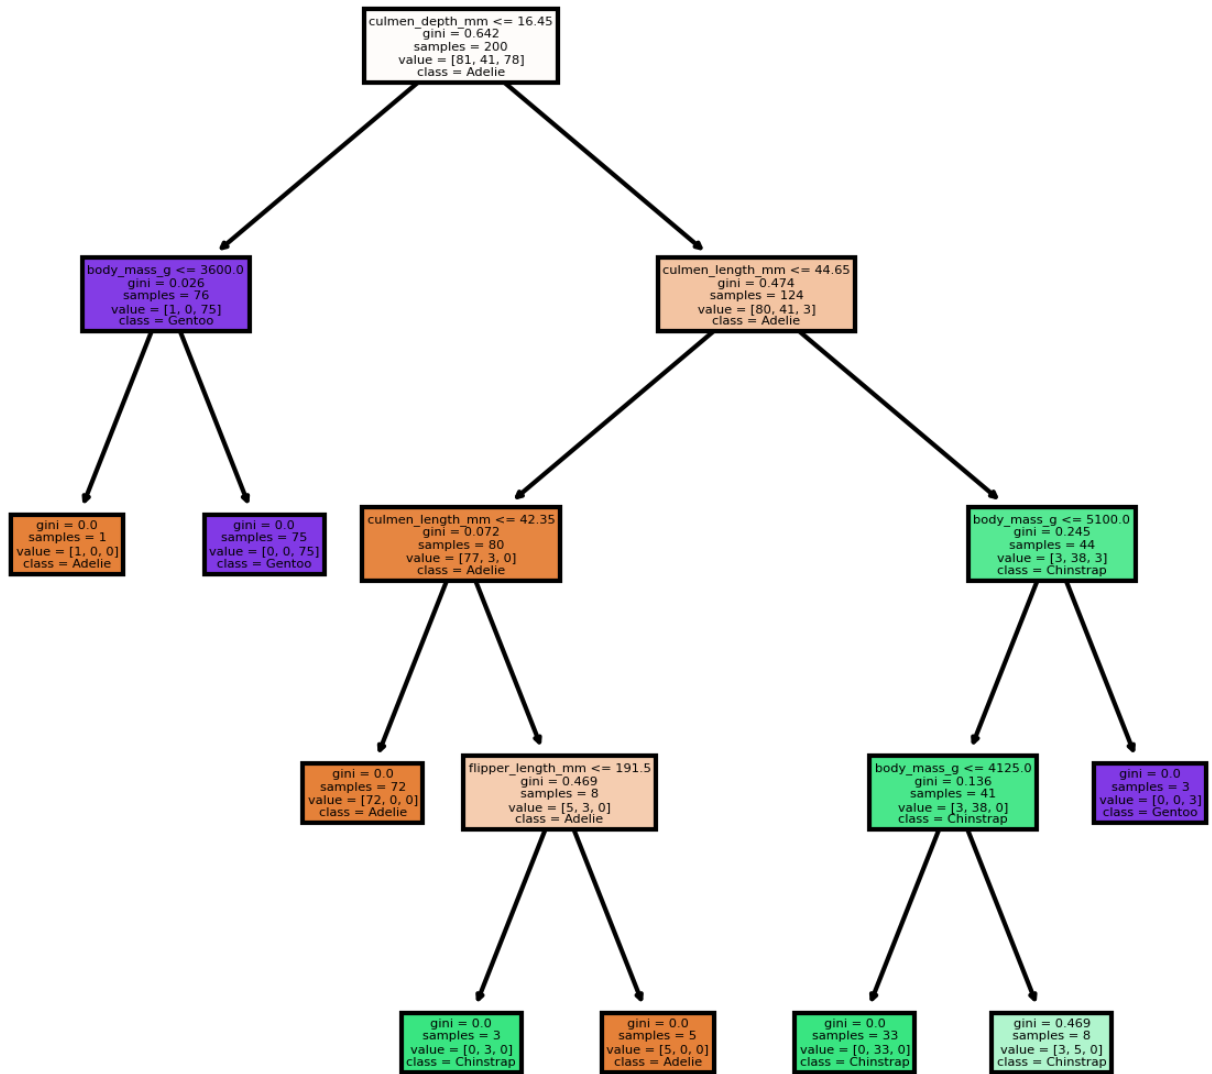 culmen_depth_mm <= 16.45
gini = 0.642
samples = 200
value = [81, 41, 78]
class = Adelie
body_mass_g <= 3600.0
gini = 0.026
samples = 76
value = [1, 0, 75]
class = Gentoo
culmen_length_mm <= 44.65
gini = 0.474
samples = 124
value = [80, 41, 3]
class = Adelie
gini = 0.0
samples = 1
value = [1, 0, 0]
class = Adelie
gini = 0.0
samples = 75
value = [0, 0, 75]
class = Gentoo
culmen_length_mm <= 42.35
gini = 0.072
samples = 80
value = [77, 3, 0]
class = Adelie
body_mass_g <= 5100.0
gini = 0.245
samples = 44
value = [3, 38, 3]
class = Chinstrap
gini = 0.0
samples = 72
value = [72, 0, 0]
class = Adelie
flipper_length_mm <= 191.5
gini = 0.469
samples = 8
value = [5, 3, 0]
class = Adelie
body_mass_g <= 4125.0
gini = 0.136
samples = 41
value = [3, 38, 0]
class = Chinstrap
gini = 0.0
samples = 3
value = [0, 0, 3]
class = Gentoo
gini = 0.0
samples = 3
value = [0, 3, 0]
class = Chinstrap
gini = 0.0
samples = 5
value = [5, 0, 0]
class = Adelie
gini = 0.0
samples = 33
value = [0, 33, 0]
class = Chinstrap
gini = 0.469
samples = 8
value = [3, 5, 0]
class = Chinstrap